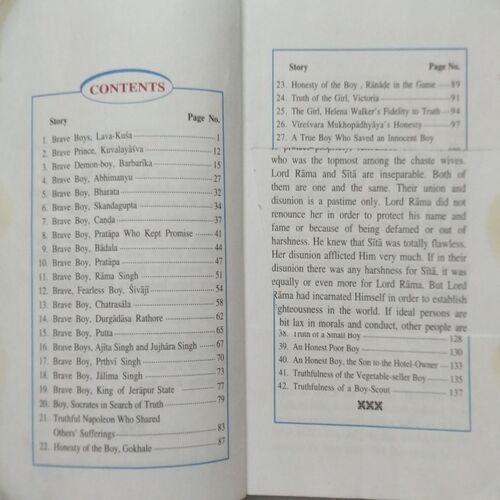 CONTENTS
Story Page No.
1. Brave Boys, Lava-Kuśa 1
2. Brave Prince, Kuvalayāśva 12
3. Brave Demon-boy, Barbarīka 15
4. Brave Boy, Abhimanyu 27
5. Brave Boy, Bharata 32
6. Brave Boy, Skandagupta 34
7. Brave Boy, Caṇḍa 37
8. Brave Boy, Pratāpa Who Kept Promise 41
9. Brave Boy, Bādala 44
10. Brave Boy, Pratāpa 47
11. Brave Boy, Rāma Singh 51
12. Brave, Fearless Boy, Śivājī 54
13. Brave Boy, Chatrasāla 58
14. Brave Boy, Durgādāsa Rathore 62
15. Brave Boy, Putta 65
16. Brave Boys, Ajīta Singh and Jujhāra Singh 67
17. Brave Boy, Prthvī Singh 70
18. Brave Boy, Jālima Singh 73
19. Brave Boy, King of Jerāpur State 77
20. Boy, Socrates in Search of Truth 79
21. Truthful Napoleon Who Shared
Others' Sufferings 83
22. Honesty of the Boy, Gokhale 87
Story Page No.
23. Honesty of the Boy, Rānāḍe in the Game 89
24. Truth of the Girl, Victoria 91
25. The Girl, Helena Walker's Fidelity to Truth 94
26. Vīreśvara Mukhopādhyāya's Honesty 97
27. A True Boy Who Saved an Innocent Boy
who was the topmost among the chaste wives.
Lord Rāma and Sītā are inseparable. Both of
them are one and the same. Their union and
disunion is a pastime only. Lord Rāma did not
renounce her in order to protect his name and
fame or because of being defamed or out of
harshness. He knew that Sītā was totally flawless.
Her disunion afflicted Him very much. If in their
disunion there was any harshness for Sītā, it was
equally or even more for Lord Rāma. But Lord
Rāma had incarnated Himself in order to establish
righteousness in the world. If ideal persons are
bit lax in morals and conduct, other people are
38. Truth of a Small Boy 128
39. An Honest Poor Boy 130
40. An Honest Boy, the Son to the Hotel-Owner 133
41. Truthfulness of the Vegetable-seller Boy 135
42. Truthfulness of a Boy-Scout 137
XXX